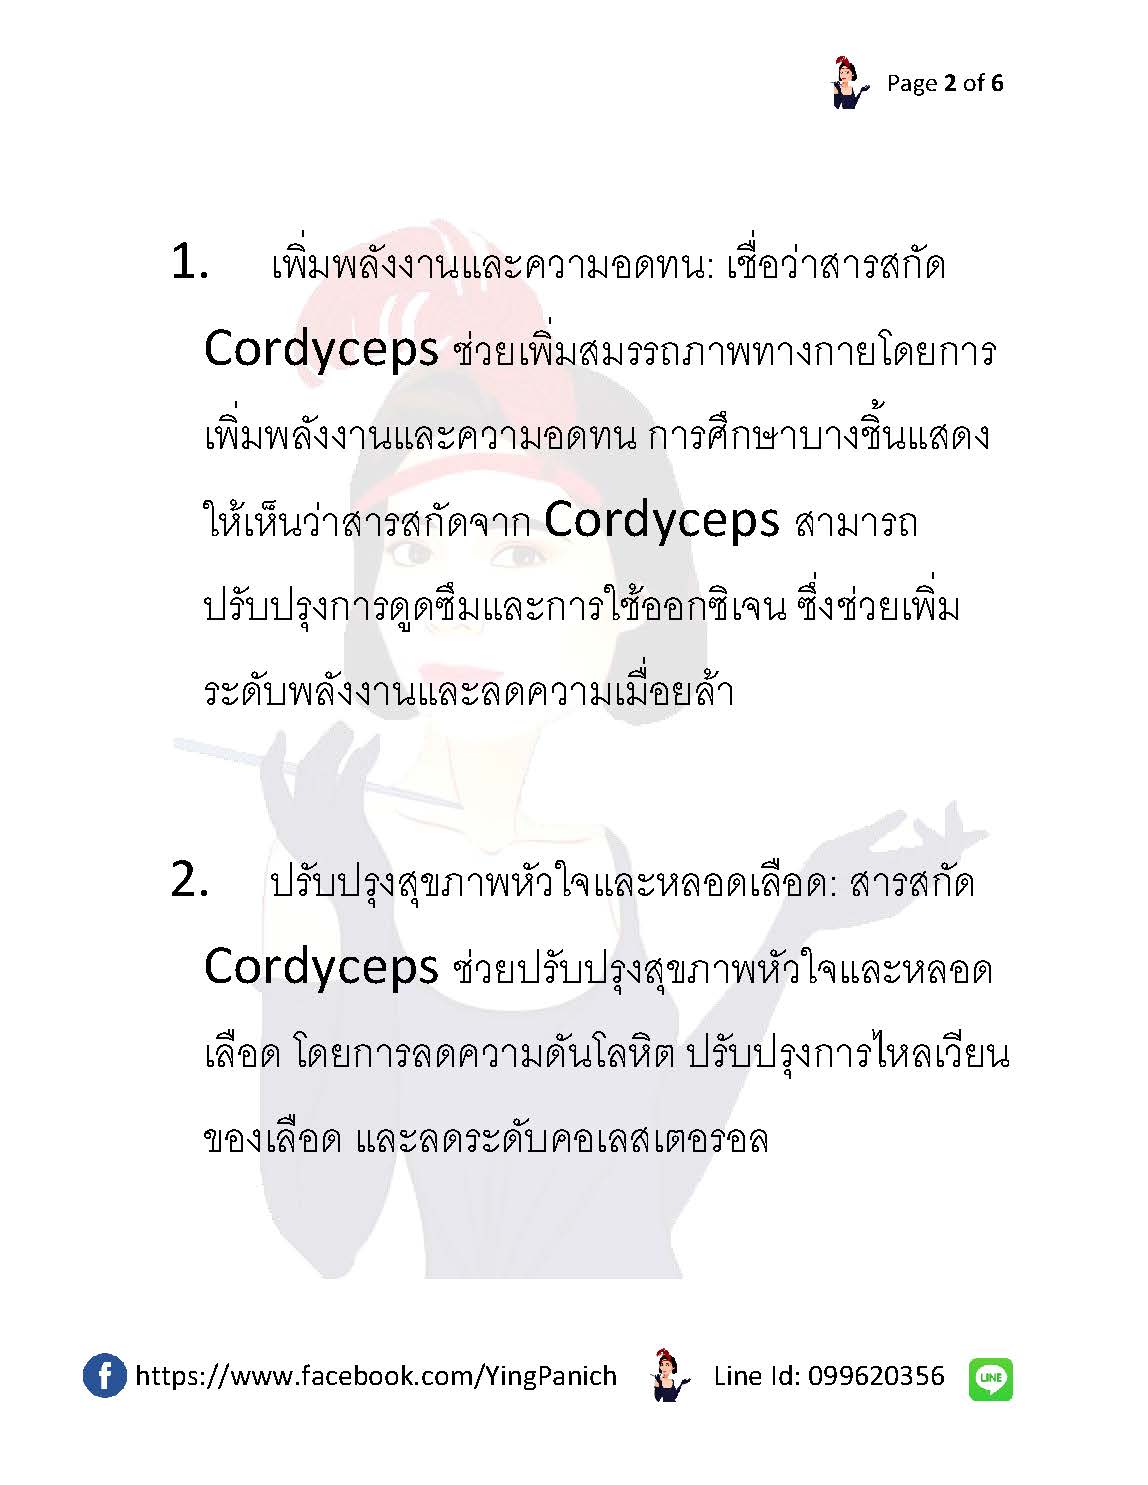 Page 2 of 6
1. เพิ่มพลังงานและความอดทน: เชื่อว่าสารสกัด
Cordyceps ช่วยเพิ่มสมรรถภาพทางกายโดยการ
เพิ่มพลังงานและความอดทน การศึกษาบางชิ้นแสดง
ให้เห็นว่าสารสกัดจาก Cordyceps สามารถ
ปรับปรุงการดูดซึมและการใช้ออกซิเจน ซึ่งช่วยเพิ่ม
ระดับพลังงานและลดความเมื่อยล้า
2. ปรับปรุงสุขภาพหัวใจและหลอดเลือด: สารสกัด
Cordyceps ช่วยปรับปรุงสุขภาพหัวใจและหลอด
เลือด โดยการลดความดันโลหิต ปรับปรุงการไหลเวียน
ของเลือด และลดระดับคอเลสเตอรอล
https://www.facebook.com/YingPanich Line Id: 099620356 LINE